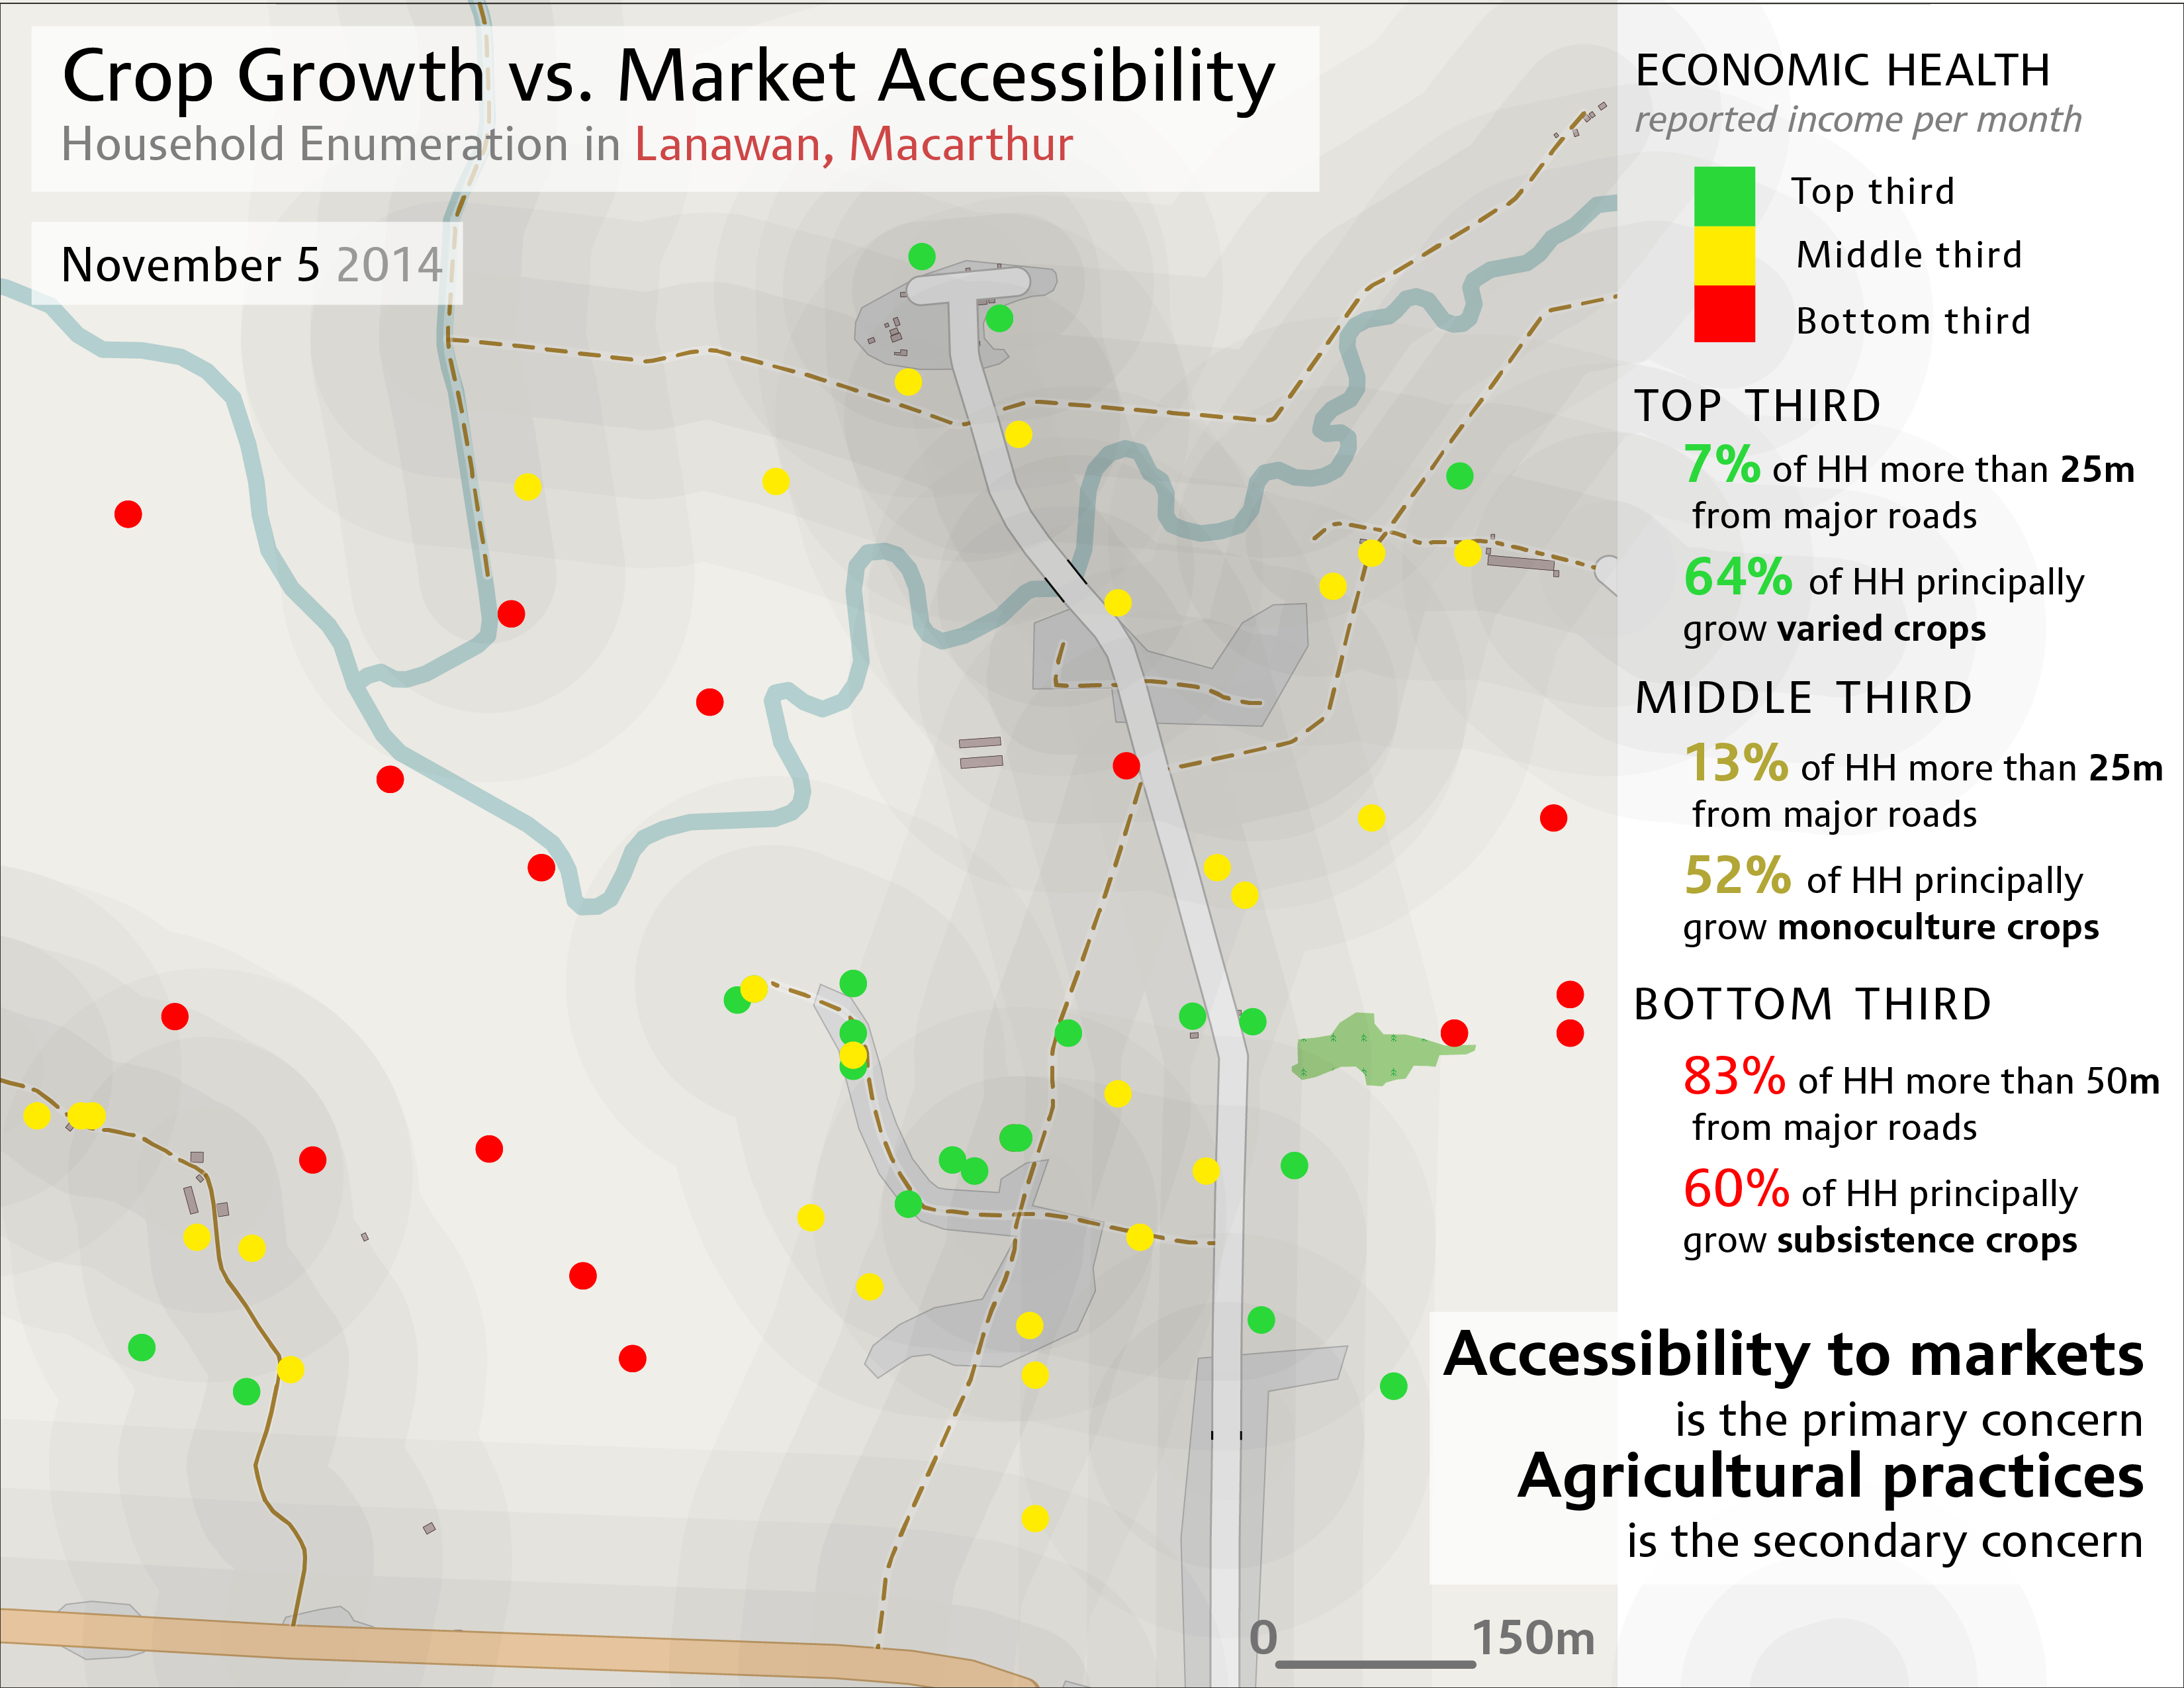 Crop Growth vs. Market Accessibility
Household Enumeration in Lanawan, Macarthur
November 5 2014
ECONOMIC HEALTH
reported income per month
Top third
Middle third
Bottom third
TOP THIRD
7% of HH more than 25m
from major roads
64% of HH principally
grow varied crops
MIDDLE THIRD
13% of HH more than 25m
from major roads
52% of HH principally
grow monoculture crops
BOTTOM THIRD
83% of HH more than 50m
from major roads
60% of HH principally
grow subsistence crops
Accessibility to markets
is the primary concern
Agricultural practices
is the secondary concern
0 150m